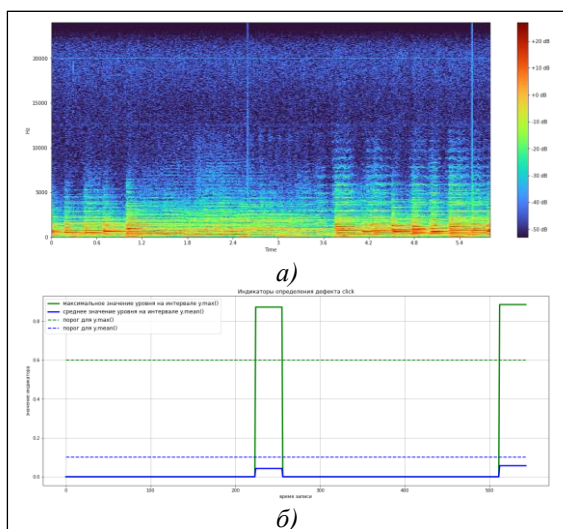 20000
15000
10000
5000
0
Hz
0 0.6 1.2 1.8 2.4 3 3.6 4.2 4.8 5.4
Time
+20 dB
+10 dB
+0 dB
-10 dB
-20 dB
-30 dB
-40 dB
-50 dB
а)
Индикаторы определения дефекта click
максимальное значение уровня на интервале y.max()
среднее значение уровня на интервале y.mean()
порог для y.max()
порог для y.mean()
значение индикатора
0.8
0.6
0.4
0.2
0.0
0 100 200 300 400 500
время записи
б)